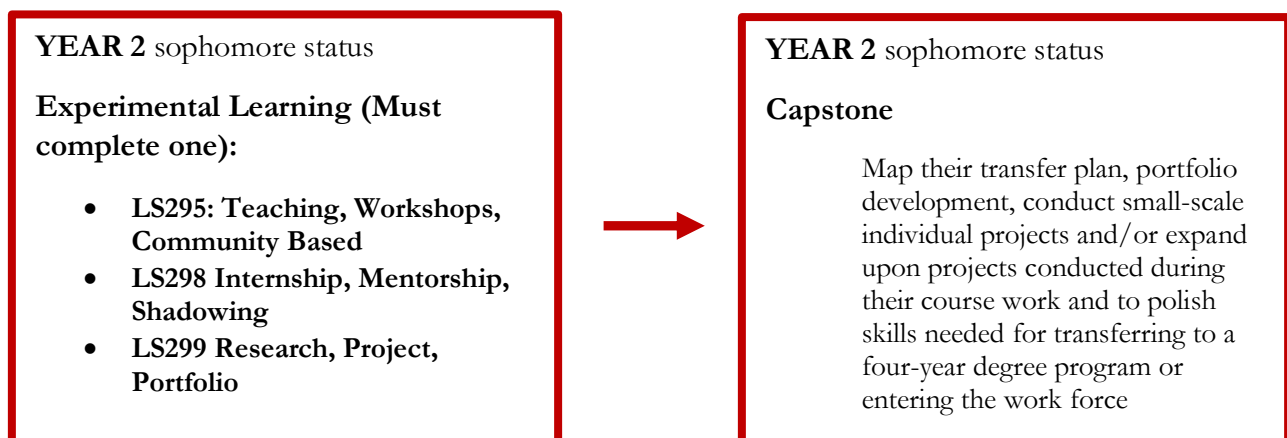 YEAR 2 sophomore status
Experimental Learning (Must
complete one):
• LS295: Teaching, Workshops,
Community Based
• LS298 Internship, Mentorship,
Shadowing
• LS299 Research, Project,
Portfolio
YEAR 2 sophomore status
Capstone
Map their transfer plan, portfolio
development, conduct small-scale
individual projects and/or expand
upon projects conducted during
their course work and to polish
skills needed for transferring to a
four-year degree program or
entering the work force